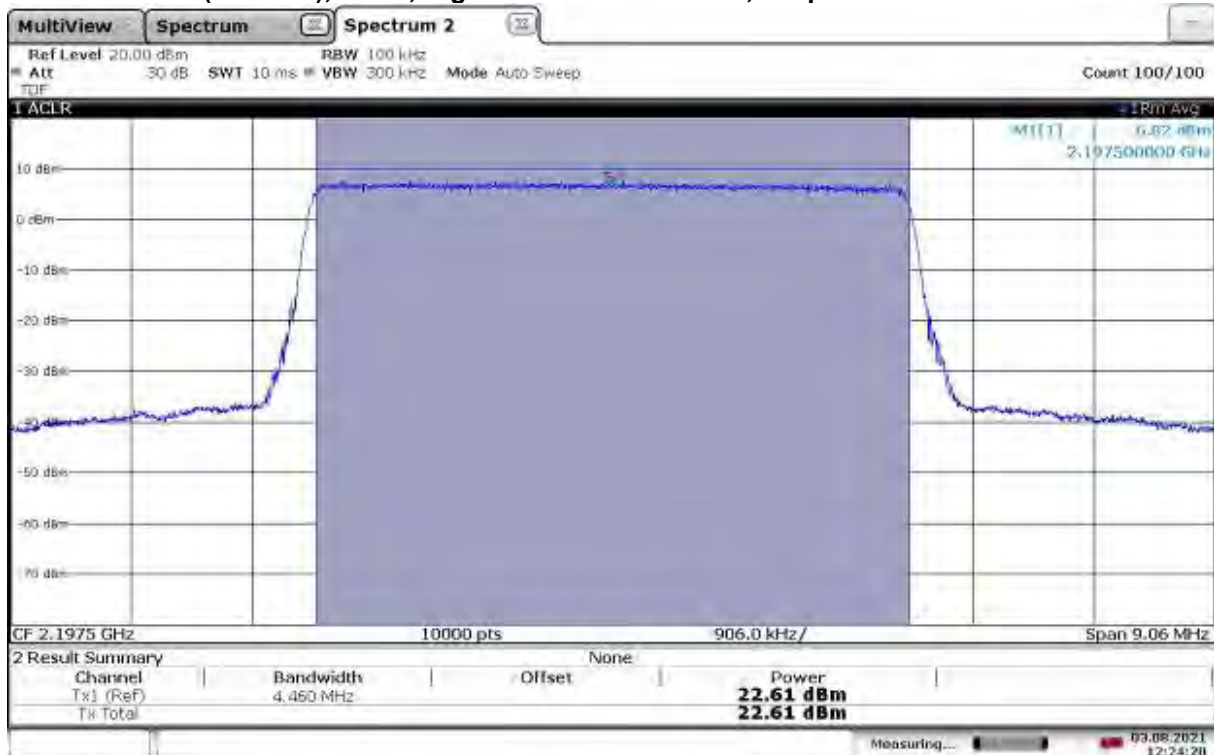 MultiView Spectrum Spectrum 2
Ref Level 20.00 dBm RBW 100 kHz
Att 30 dB SWT 10 ms VBW 300 kHz Mode Auto Sweep Count 100/100
TDF
1 ACLR 1Rm Avg
M1[1] 6.82 dBm
2.197500000 GHz
10 dBm
0 dBm
-10 dBm
-20 dBm
-30 dBm
-50 dBm
-60 dBm
-70 dBm
CF 2.1975 GHz 10000 pts 906.0 kHz/ Span 9.06 MHz
2 Result Summary None
Channel Bandwidth Offset Power
Tx1 (Ref) 4.460 MHz 22.61 dBm
Tx Total 22.61 dBm
Measuring... 03.08.2021
12:24:20